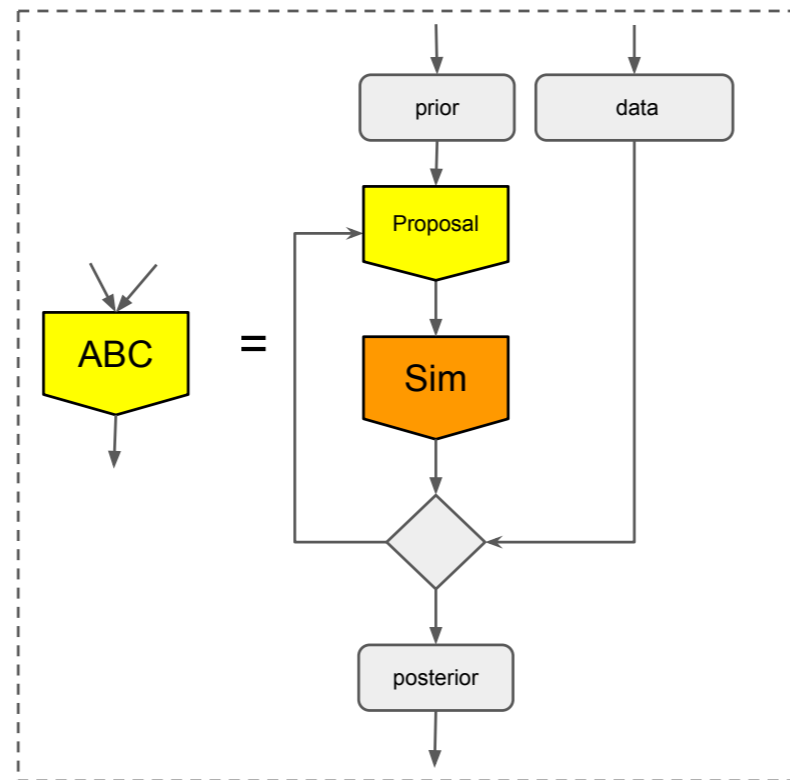 prior
data
Proposal
ABC
=
Sim
posterior